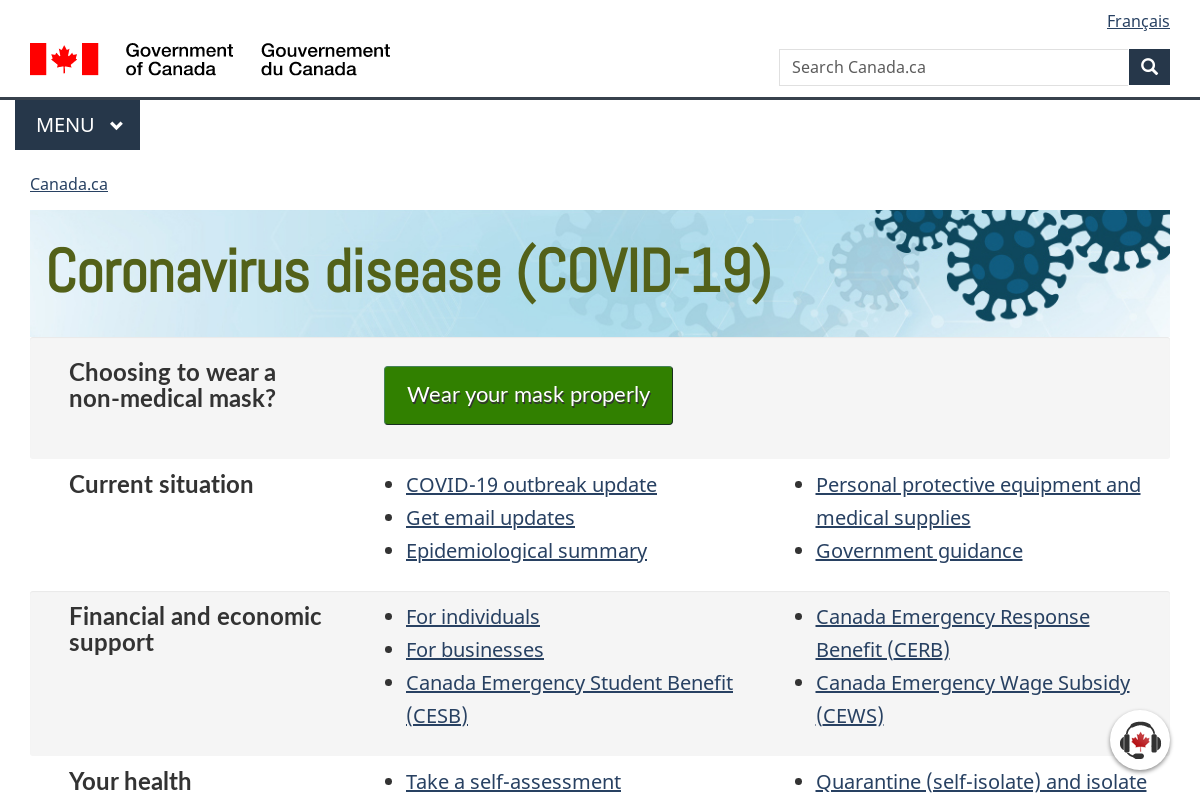 Français
Government
of Canada
Gouvernement
du Canada
Search Canada.ca
MENU
Canada.ca
Coronavirus disease (COVID-19)
Choosing to wear a
non-medical mask?
Wear your mask properly
Current situation
COVID-19 outbreak update
Get email updates
Epidemiological summary
Personal protective equipment and
medical supplies
Government guidance
Financial and economic
support
For individuals
For businesses
Canada Emergency Student Benefit
(CESB)
Canada Emergency Response
Benefit (CERB)
Canada Emergency Wage Subsidy
(CEWS)
Your health
Take a self-assessment
Quarantine (self-isolate) and isolate